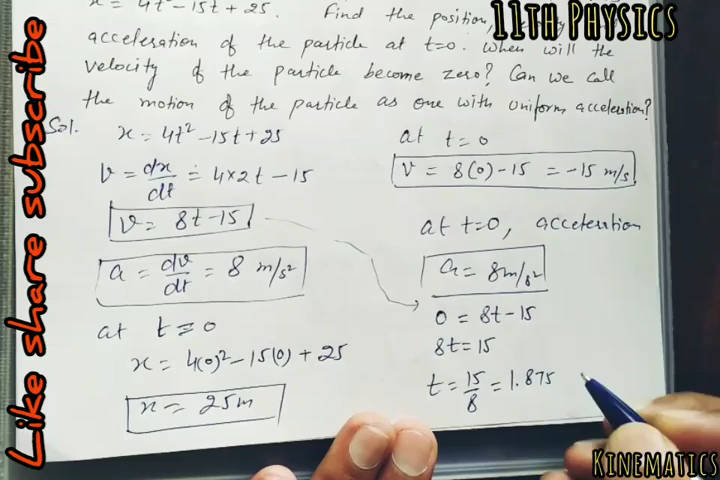 x = 4t² - 15t + 25. Find the position,
11th Physics
acceleration of the particle at t=0. When will the
velocity of the particle become zero? Can we call
the motion of the particle as one with uniform acceleration?
Like share subscribe
Sol.
x = 4t² - 15t + 25
v = dx/dt = 4×2t - 15
v = 8t - 15
a = dv/dt = 8 m/s²
at t = 0
x = 4(0)² - 15(0) + 25
x = 25m
at t = 0
v = 8(0) - 15 = -15 m/s
at t=0, acceleration
a = 8m/s²
0 = 8t - 15
8t = 15
t = 15/8 = 1.875
Kinematics